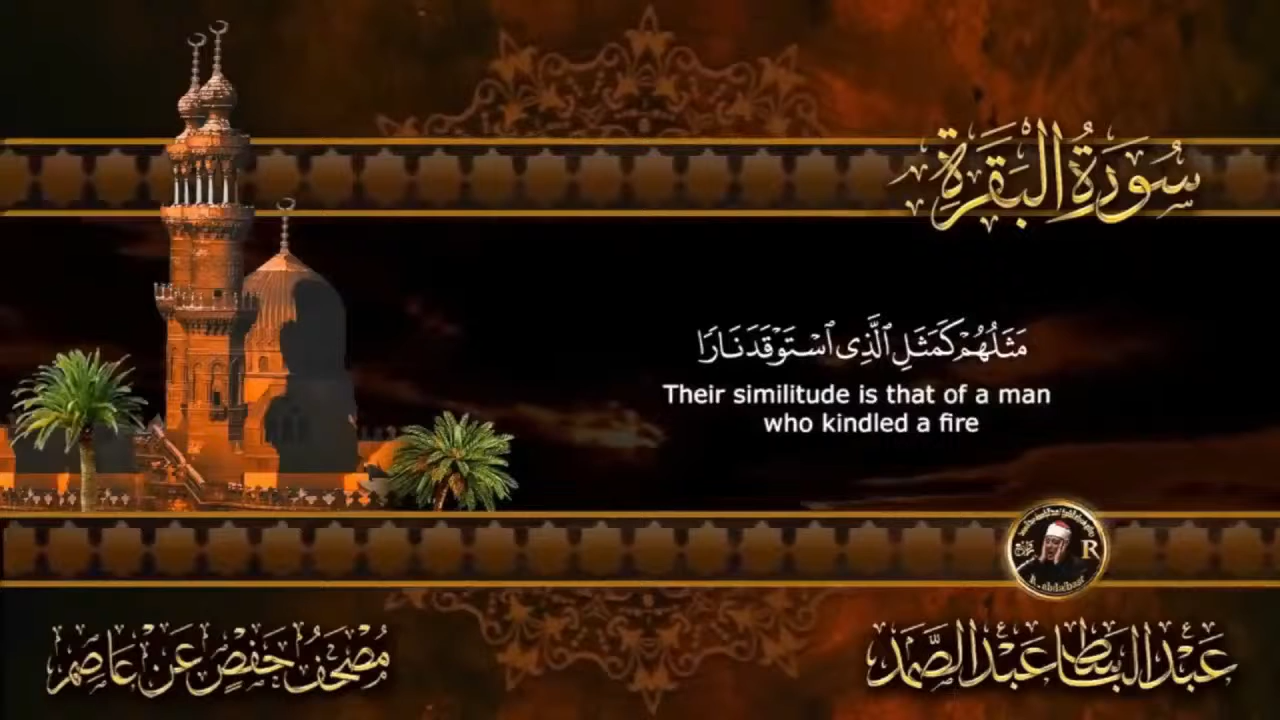 سُورَةُ البَقَرَةِ
مَثَلُهُمْ كَمَثَلِ ٱلَّذِى ٱسْتَوْقَدَ نَارًا
Their similitude is that of a man
who kindled a fire
R
عَبْدُ البَاسِط عَبْدُ الصَّمَد
مُصْحَفُ حَفْصٍ عَنْ عَاصِم